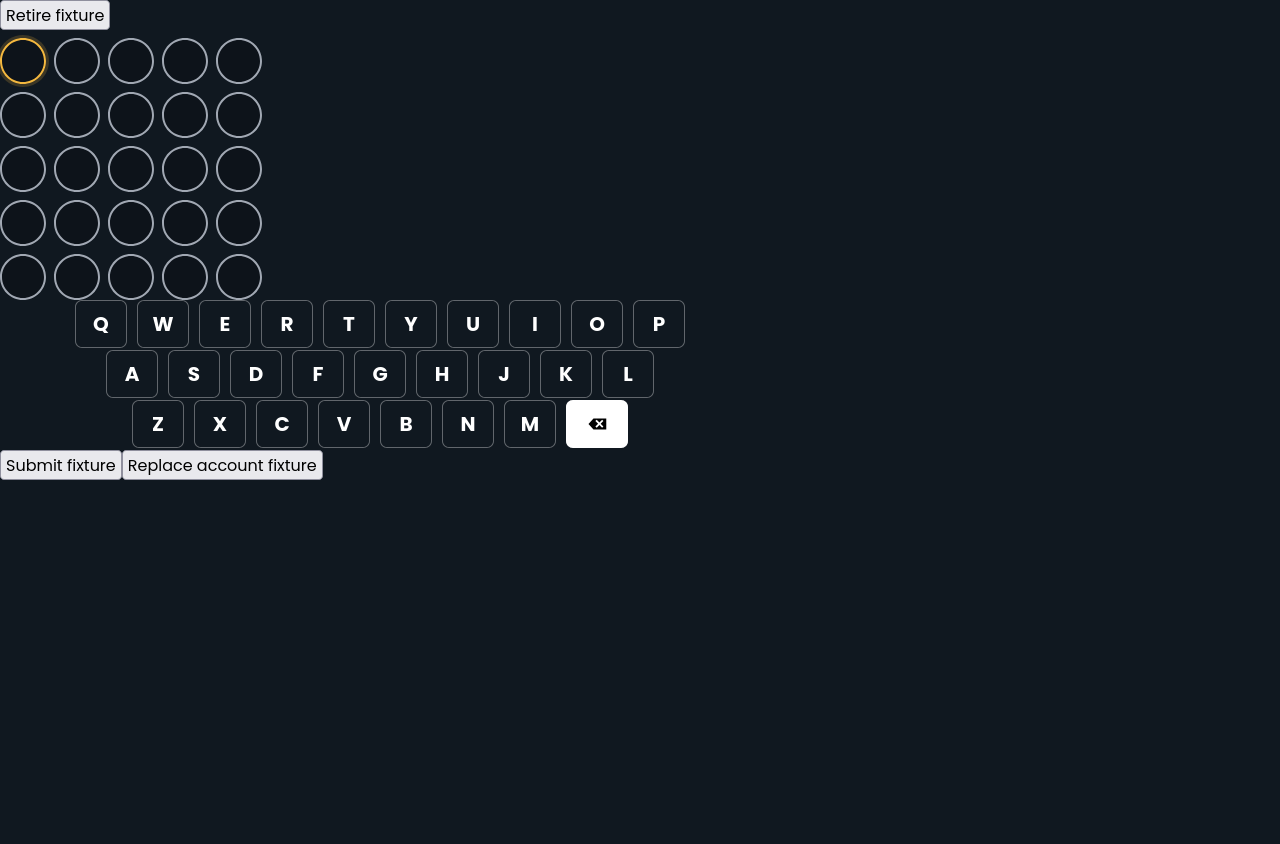 Retire fixture
Q W E R T Y U I O P
A S D F G H J K L
Z X C V B N M
Submit fixture Replace account fixture